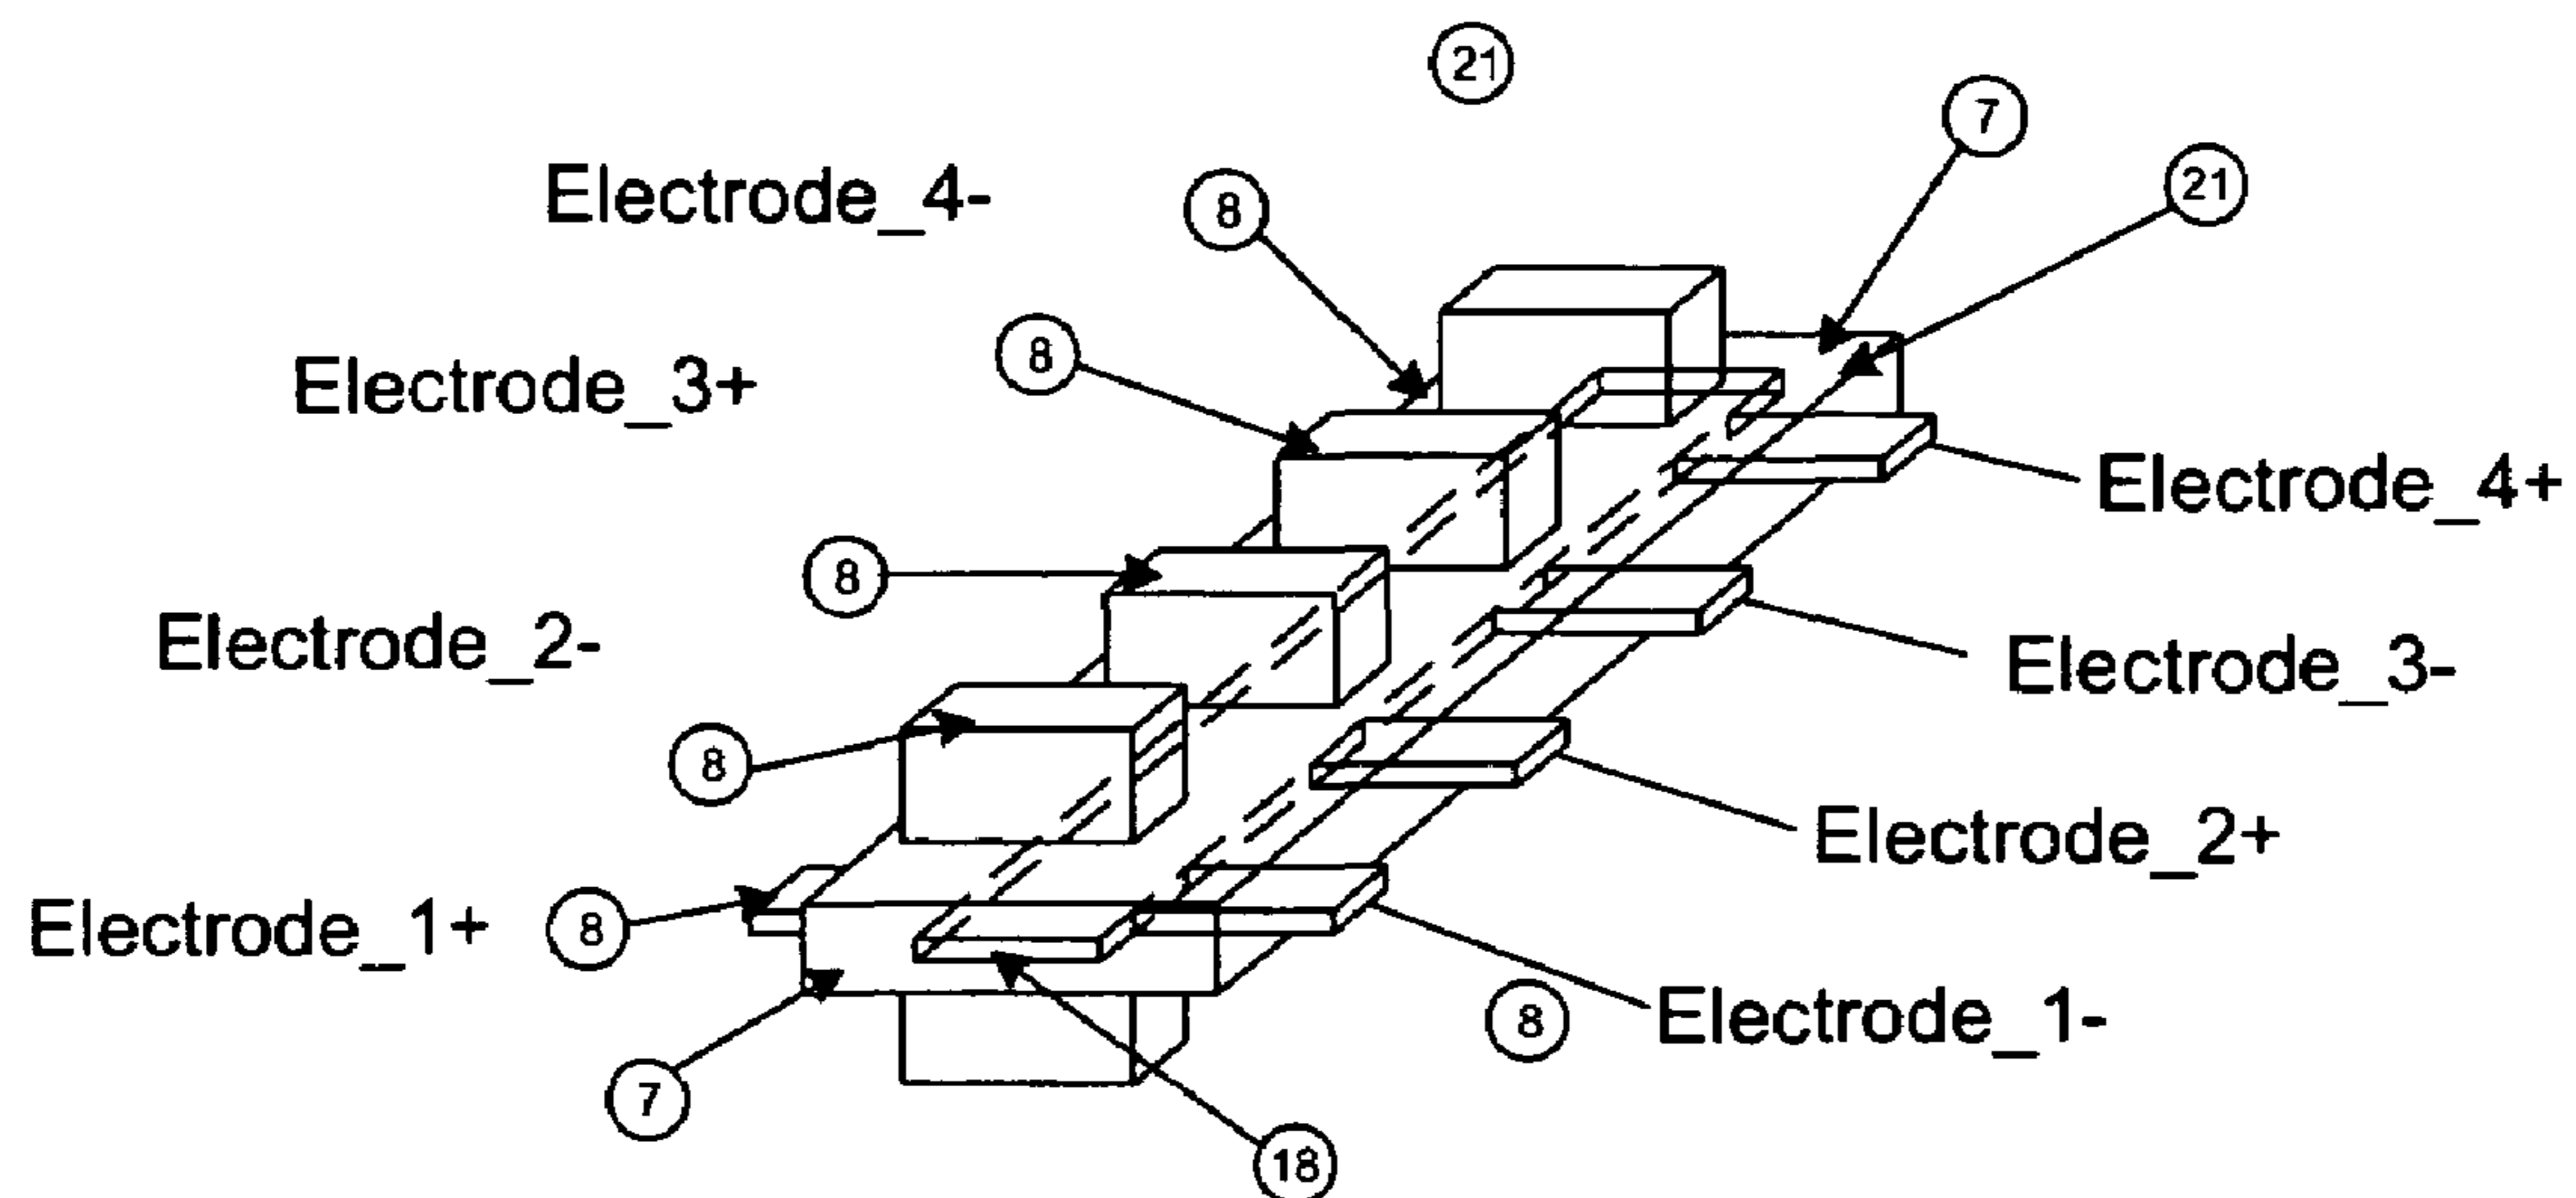 21
7
21
Electrode_4-
8
8
Electrode_3+
Electrode_4+
8
Electrode_2-
Electrode_3-
8
Electrode_2+
Electrode_1+
8
8
Electrode_1-
7
18